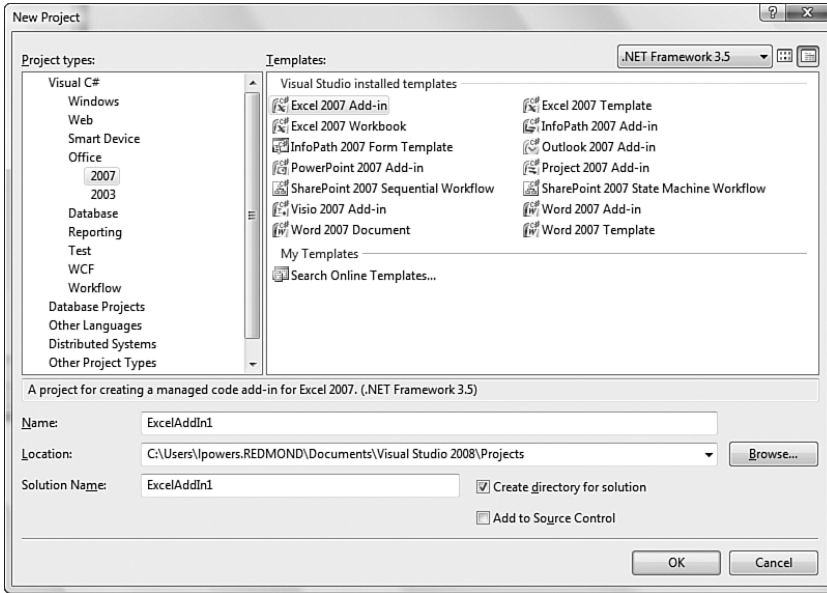 New Project
Project types:
Templates:
.NET Framework 3.5
Visual C#
Windows
Web
Smart Device
Office
2007
2003
Database
Reporting
Test
WCF
Workflow
Database Projects
Other Languages
Distributed Systems
Other Project Types
Visual Studio installed templates
Excel 2007 Add-in
Excel 2007 Template
Excel 2007 Workbook
InfoPath 2007 Add-in
InfoPath 2007 Form Template
Outlook 2007 Add-in
PowerPoint 2007 Add-in
Project 2007 Add-in
SharePoint 2007 Sequential Workflow
SharePoint 2007 State Machine Workflow
Visio 2007 Add-in
Word 2007 Add-in
Word 2007 Document
Word 2007 Template
My Templates
Search Online Templates...
A project for creating a managed code add-in for Excel 2007. (.NET Framework 3.5)
Name:
ExcelAddIn1
Location:
C:\Users\lpowers.REDMOND\Documents\Visual Studio 2008\Projects
Browse...
Solution Name:
ExcelAddIn1
Create directory for solution
Add to Source Control
OK
Cancel